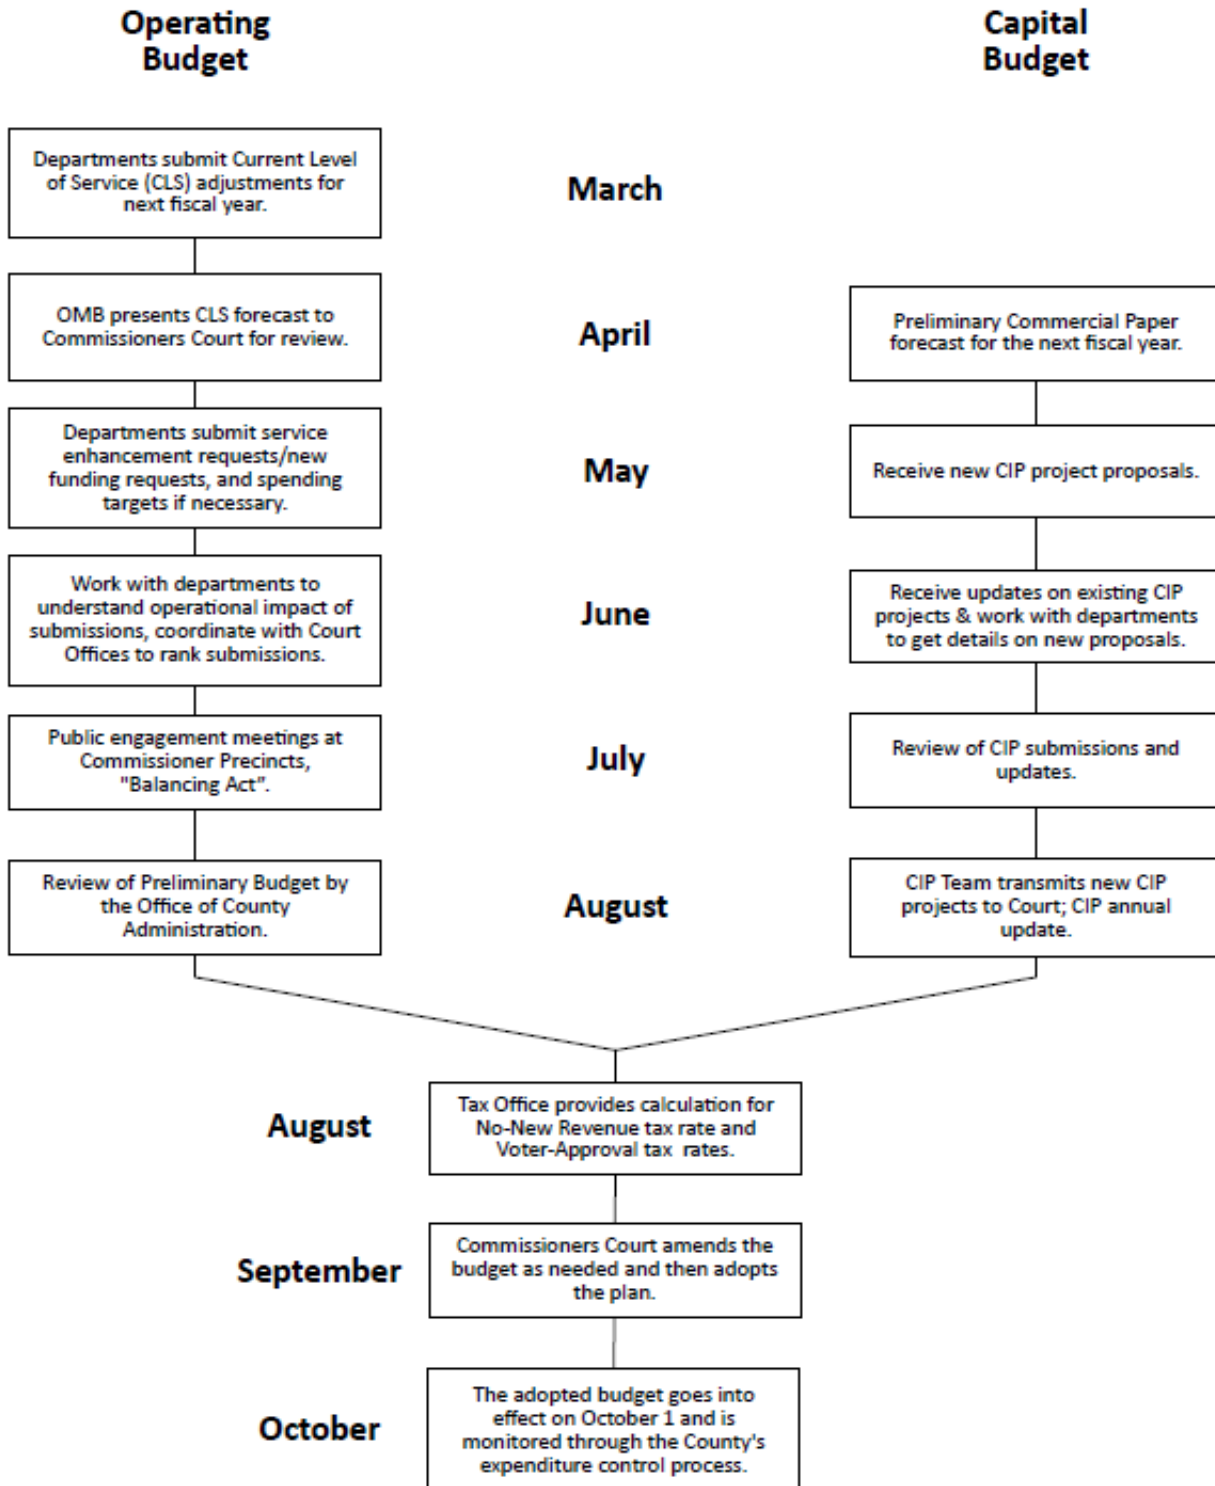 Operating
Budget
Capital
Budget
Departments submit Current Level
of Service (CLS) adjustments for
next fiscal year.
March
OMB presents CLS forecast to
Commissioners Court for review.
April
Preliminary Commercial Paper
forecast for the next fiscal year.
Departments submit service
enhancement requests/new
funding requests, and spending
targets if necessary.
May
Receive new CIP project proposals.
Work with departments to
understand operational impact of
submissions, coordinate with Court
Offices to rank submissions.
June
Receive updates on existing CIP
projects & work with departments
to get details on new proposals.
Public engagement meetings at
Commissioner Precincts,
"Balancing Act”.
July
Review of CIP submissions and
updates.
Review of Preliminary Budget by
the Office of County
Administration.
August
CIP Team transmits new CIP
projects to Court; CIP annual
update.
August
Tax Office provides calculation for
No-New Revenue tax rate and
Voter-Approval tax rates.
September
Commissioners Court amends the
budget as needed and then adopts
the plan.
October
The adopted budget goes into
effect on October 1 and is
monitored through the County's
expenditure control process.